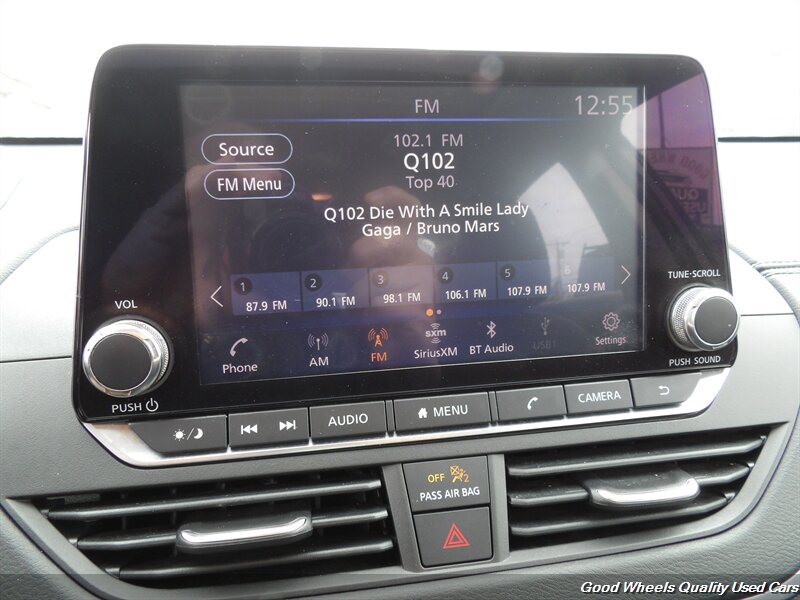 FM 12:55
Source
102.1 FM
Q102
FM Menu
Top 40
Q102 Die With A Smile Lady
Gaga / Bruno Mars
1 2 3 4 5 6
87.9 FM 90.1 FM 98.1 FM 106.1 FM 107.9 FM 107.9 FM
Phone AM FM sxm SiriusXM BT Audio USB1 Settings
VOL
PUSH
TUNE·SCROLL
PUSH SOUND
AUDIO MENU CAMERA
OFF 2
PASS AIR BAG
Good Wheels Quality Used Cars